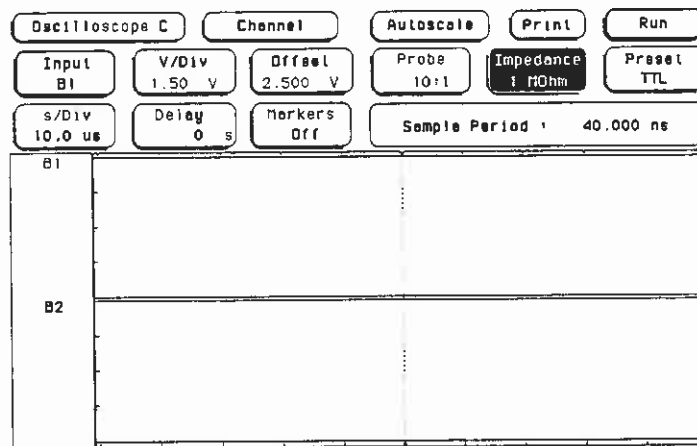 Oscilloscope C Channel Autoscale Print Run
Input V/Div Offset Probe Impedance Preset
B1 1.50 V 2.500 V 10:1 1 MOhm TTL
s/Div Delay Markers Sample Period : 40.000 ns
10.0 us 0 s Off
B1
B2